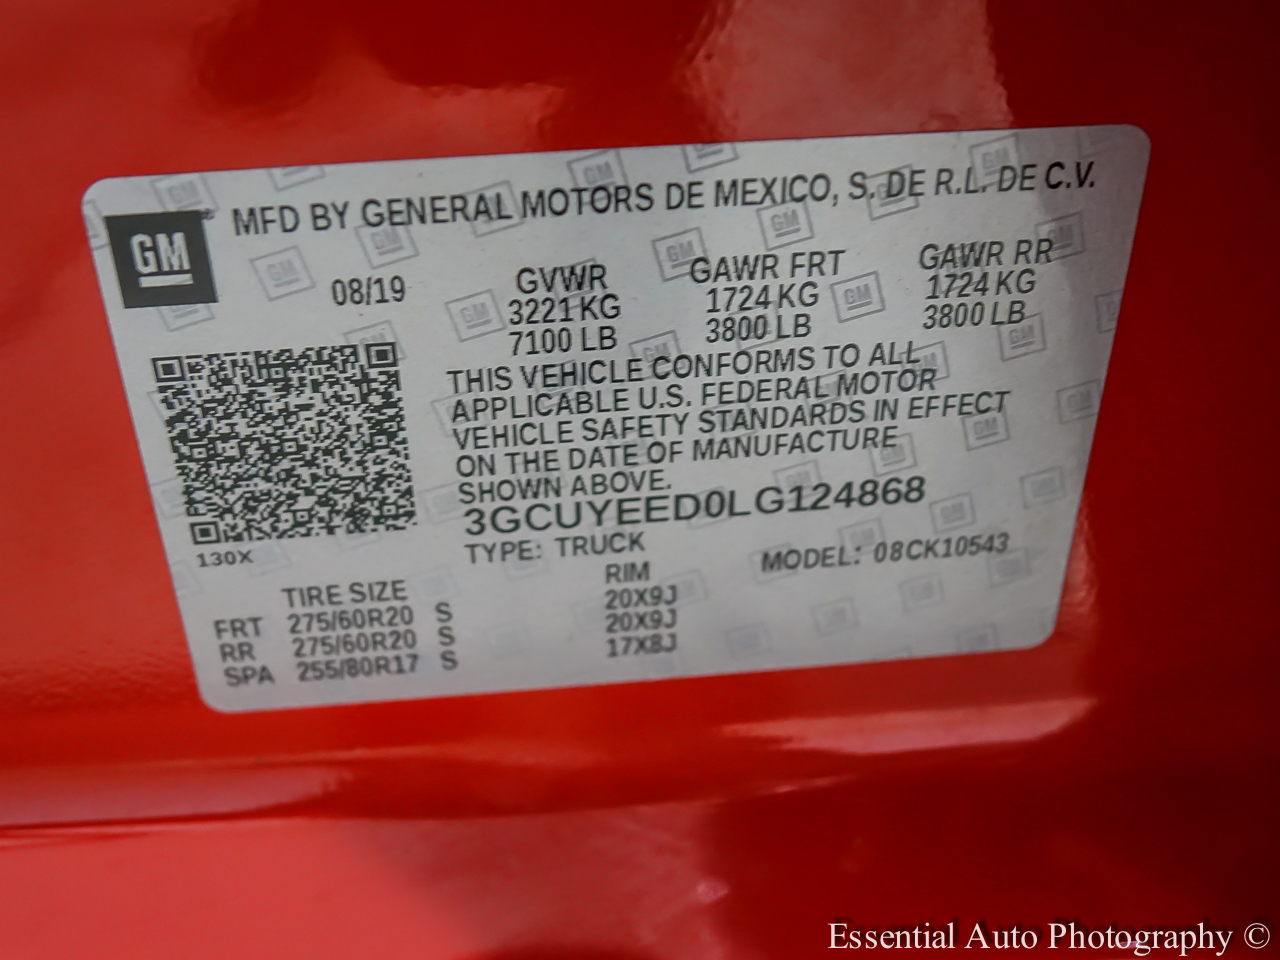 GM
MFD BY GENERAL MOTORS DE MEXICO, S. DE R.L. DE C.V.
08/19
GVWR GAWR FRT GAWR RR
3221 KG 1724 KG 1724 KG
7100 LB 3800 LB 3800 LB
THIS VEHICLE CONFORMS TO ALL
APPLICABLE U.S. FEDERAL MOTOR
VEHICLE SAFETY STANDARDS IN EFFECT
ON THE DATE OF MANUFACTURE
SHOWN ABOVE.
3GCUYEED0LG124868
130X
TYPE: TRUCK MODEL: 08CK10543
TIRE SIZE RIM
FRT 275/60R20 S 20X9J
RR 275/60R20 S 20X9J
SPA 255/80R17 S 17X8J
Essential Auto Photography ©